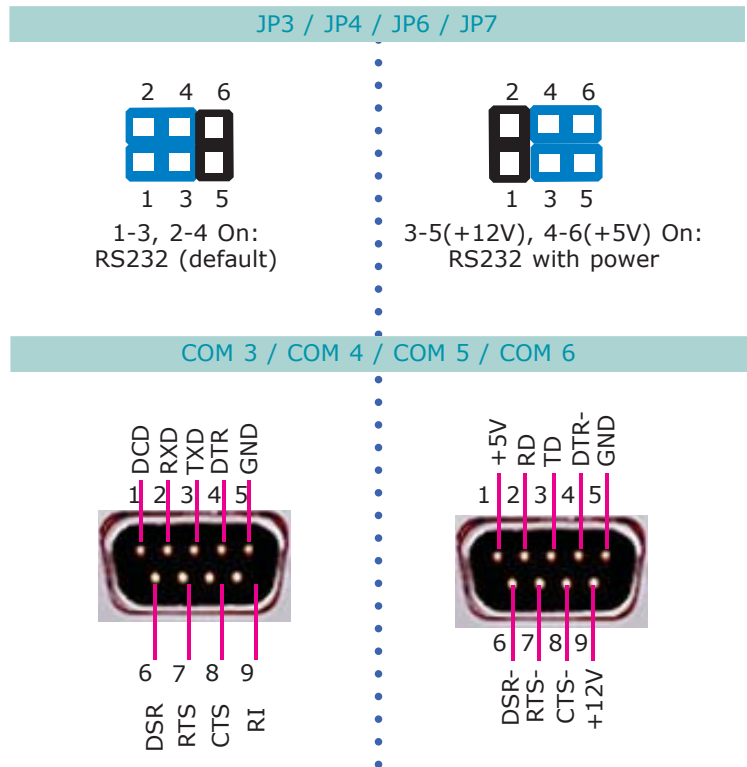 JP3 / JP4 / JP6 / JP7
2 4 6
1 3 5
1-3, 2-4 On:
RS232 (default)
2 4 6
1 3 5
3-5(+12V), 4-6(+5V) On:
RS232 with power
COM 3 / COM 4 / COM 5 / COM 6
DCD RXD TXD DTR GND
1 2 3 4 5
6 7 8 9
DSR RTS CTS RI
+5V RD TD DTR- GND
1 2 3 4 5
6 7 8 9
DSR- RTS- CTS- +12V